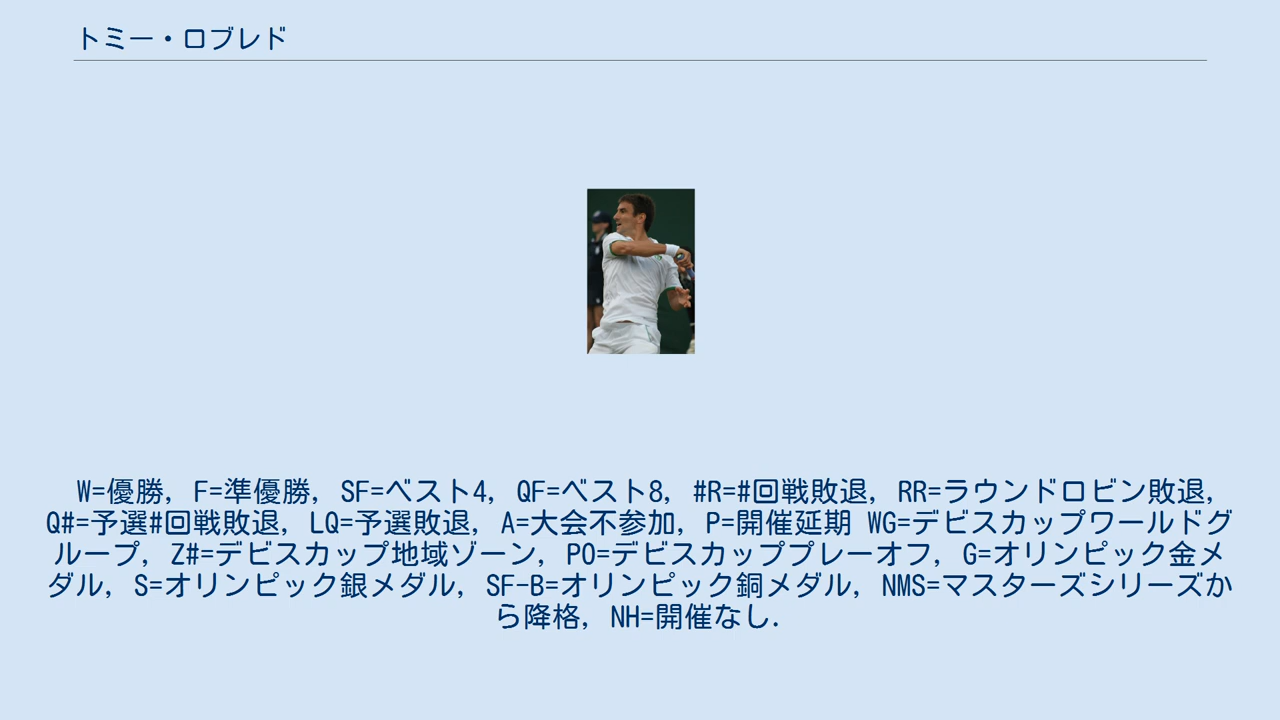 トミー・ロブレド
W=優勝, F=準優勝, SF=ベスト4, QF=ベスト8, #R=#回戦敗退, RR=ラウンドロビン敗退,
Q#=予選#回戦敗退, LQ=予選敗退, A=大会不参加, P=開催延期 WG=デビスカップワールドグ
ループ, Z#=デビスカップ地域ゾーン, PO=デビスカッププレーオフ, G=オリンピック金メ
ダル, S=オリンピック銀メダル, SF-B=オリンピック銅メダル, NMS=マスターズシリーズか
ら降格, NH=開催なし.